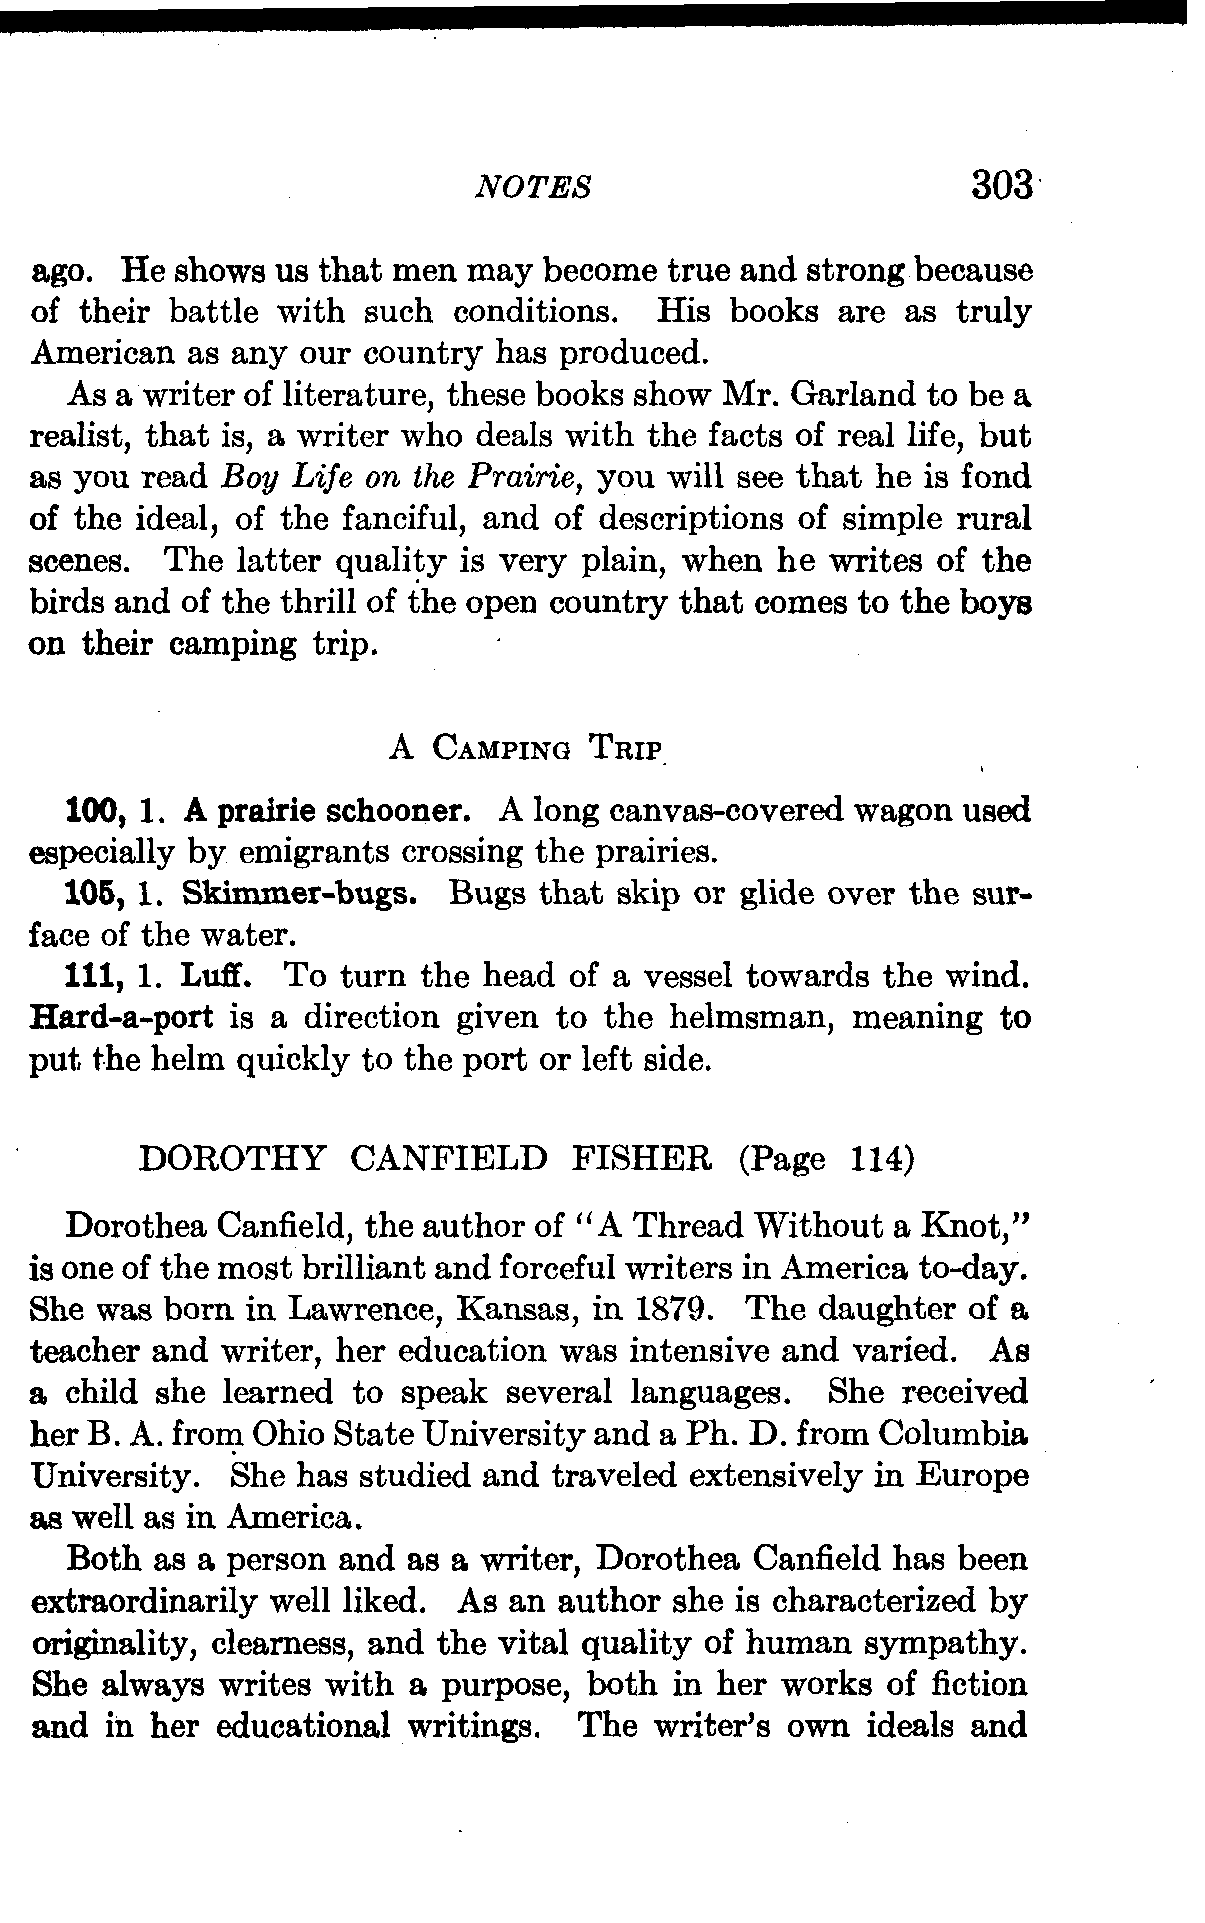 NOTES 303
ago. He shows us that men may become true and strong because
of their battle with such conditions. His books are as truly
American as any our country has produced.
As a writer of literature, these books show Mr. Garland to be a
realist, that is, a writer who deals with the facts of real life, but
as you read Boy Life on the Prairie, you will see that he is fond
of the ideal, of the fanciful, and of descriptions of simple rural
scenes. The latter quality is very plain, when he writes of the
birds and of the thrill of the open country that comes to the boys
on their camping trip.
A CAMPING TRIP
100, 1. A prairie schooner. A long canvas-covered wagon used
especially by emigrants crossing the prairies.
105, 1. Skimmer-bugs. Bugs that skip or glide over the sur-
face of the water.
111, 1. Luff. To turn the head of a vessel towards the wind.
Hard-a-port is a direction given to the helmsman, meaning to
put the helm quickly to the port or left side.
DOROTHY CANFIELD FISHER (Page 114)
Dorothea Canfield, the author of "A Thread Without a Knot,"
is one of the most brilliant and forceful writers in America to-day.
She was born in Lawrence, Kansas, in 1879. The daughter of a
teacher and writer, her education was intensive and varied. As
a child she learned to speak several languages. She received
her B. A. from Ohio State University and a Ph. D. from Columbia
University. She has studied and traveled extensively in Europe
as well as in America.
Both as a person and as a writer, Dorothea Canfield has been
extraordinarily well liked. As an author she is characterized by
originality, clearness, and the vital quality of human sympathy.
She always writes with a purpose, both in her works of fiction
and in her educational writings. The writer's own ideals and